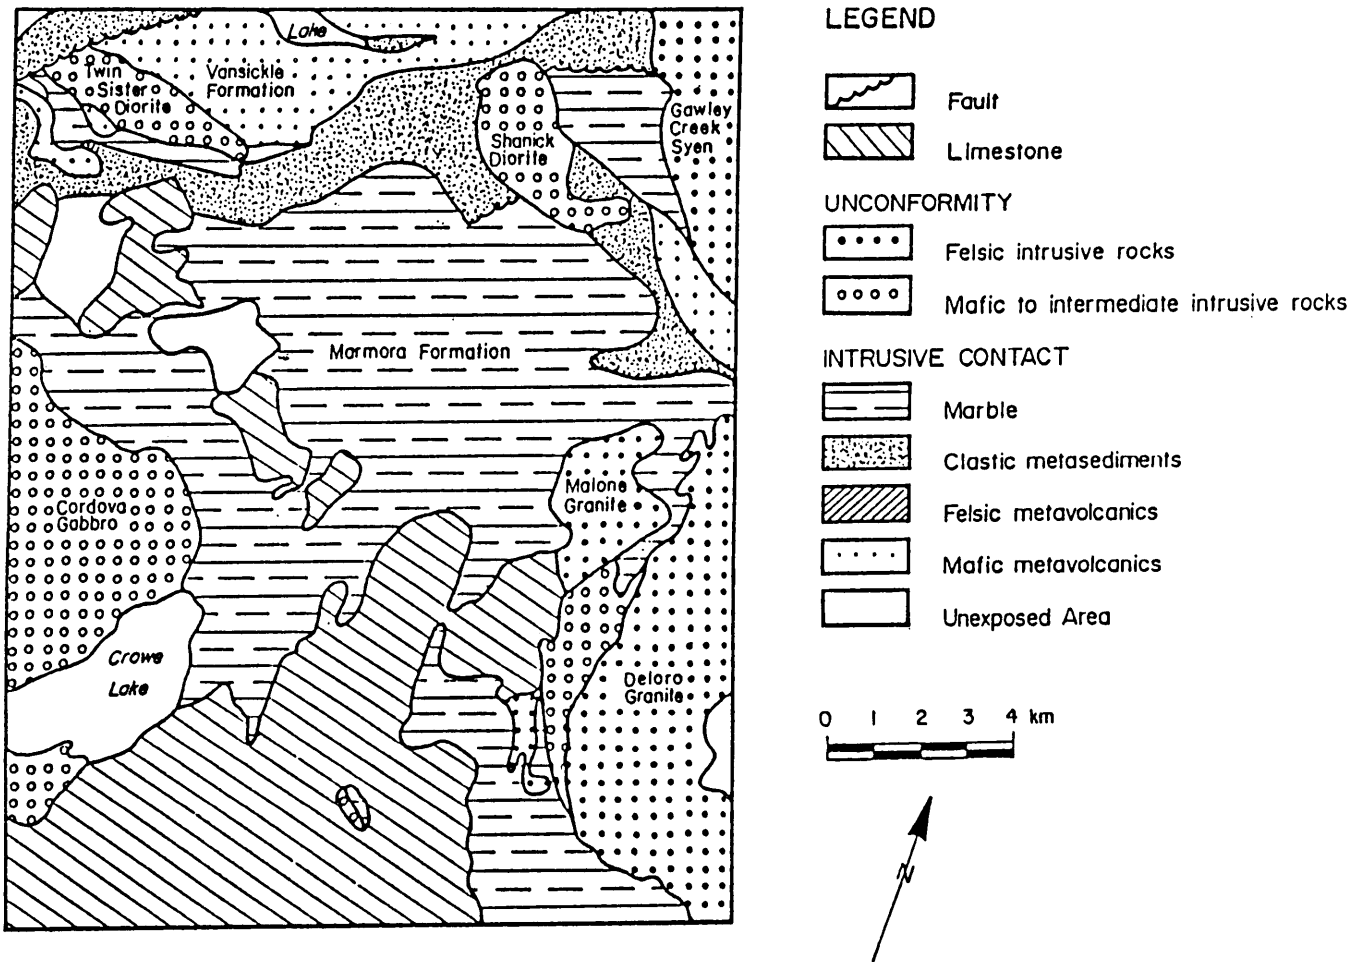 Lake
Twin
Sister
Diorite
Vansickle
Formation
Shanick
Diorite
Gawley
Creek
Syen
Marmora Formation
Cordova
Gabbro
Malone
Granite
Crowe
Lake
Deloro
Granite
LEGEND
Fault
Limestone
UNCONFORMITY
Felsic intrusive rocks
Mafic to intermediate intrusive rocks
INTRUSIVE CONTACT
Marble
Clastic metasediments
Felsic metavolcanics
Mafic metavolcanics
Unexposed Area
0 1 2 3 4 km
N